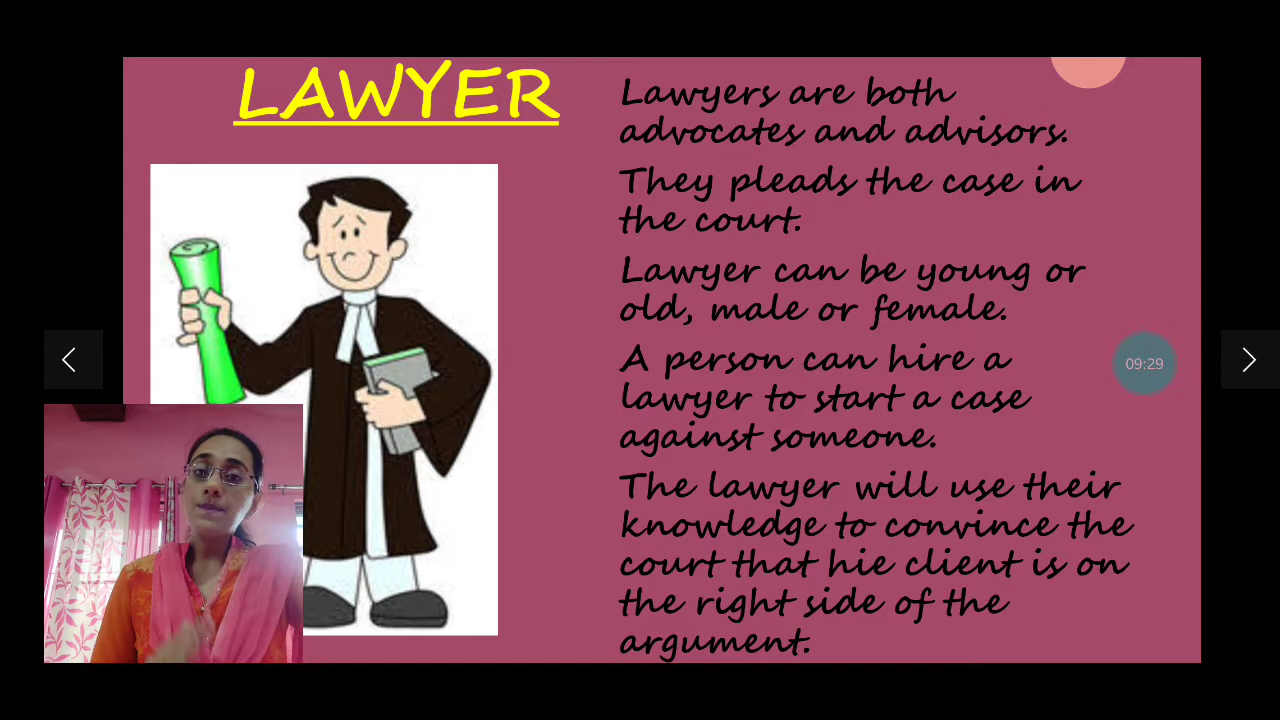 LAWYER
Lawyers are both
advocates and advisors.
They pleads the case in
the court.
Lawyer can be young or
old, male or female.
A person can hire a
lawyer to start a case
against someone.
The lawyer will use their
knowledge to convince the
court that hie client is on
the right side of the
argument.
09:29